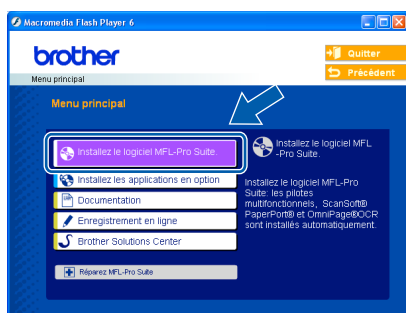 Macromedia Flash Player 6
brother
Quitter
Précédent
Menu principal
Menu principal
Installez le logiciel MFL-Pro Suite.
Installez les applications en option
Documentation
Enregistrement en ligne
Brother Solutions Center
Réparez MFL-Pro Suite
Installez le logiciel MFL
-Pro Suite.
Installez le logiciel MFL-Pro
Suite: les pilotes
multifonctionnels, ScanSoft®
PaperPort® et OmniPage®OCR
sont installés automatiquement.